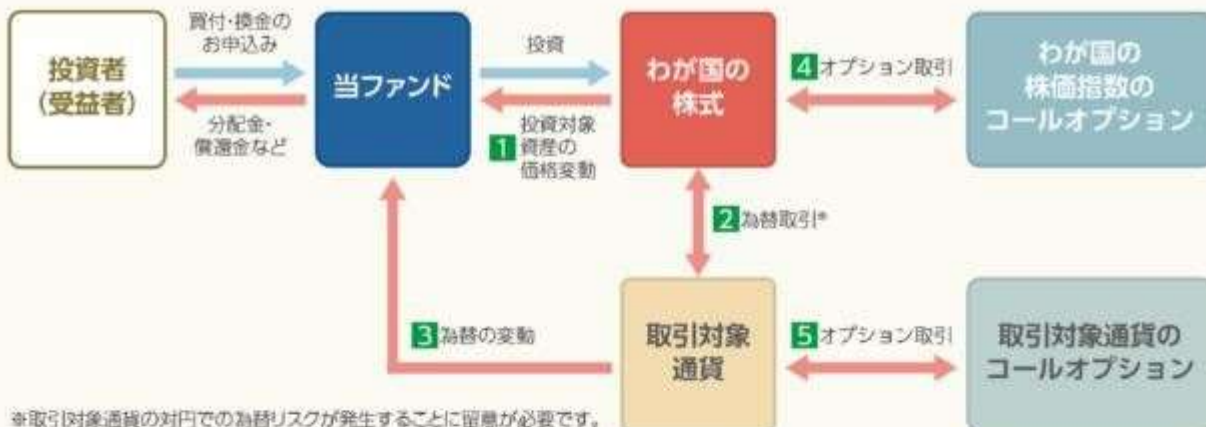 買付・換金の
お申込み
投資者
(受益者)
分配金・
償還金など
当ファンド
投資
1 投資対象
資産の
価格変動
わが国の
株式
4 オプション取引
わが国の
株価指数の
コールオプション
2 為替取引*
3 為替の変動
取引対象
通貨
5 オプション取引
取引対象通貨の
コールオプション
※取引対象通貨の対円での為替リスクが発生することに留意が必要です。